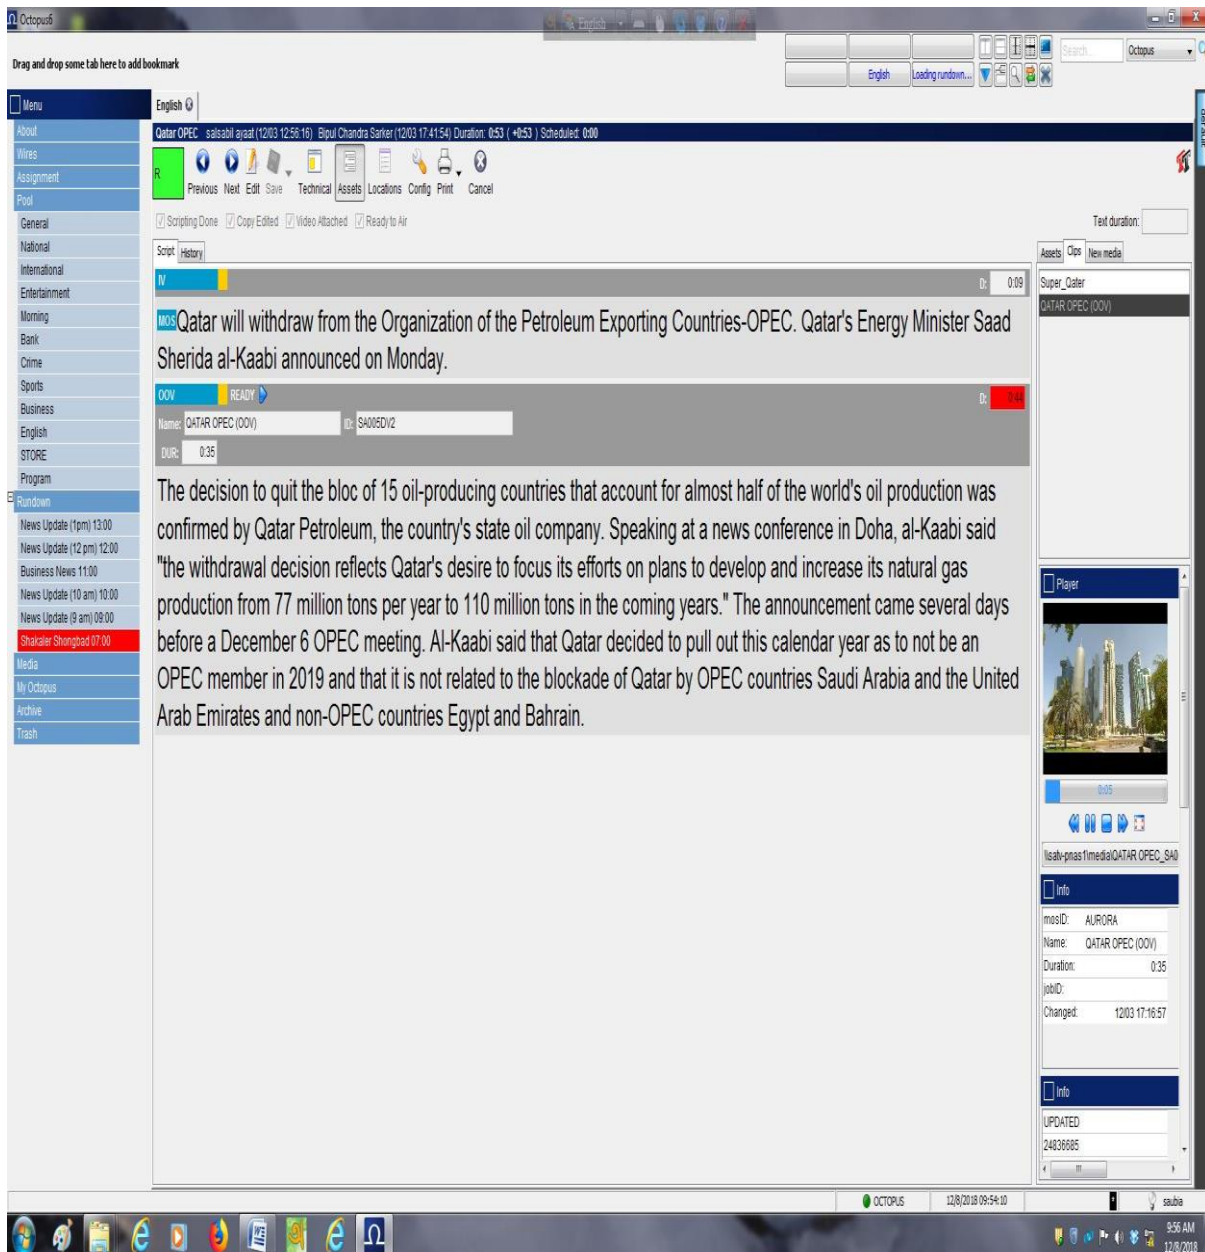 Octopus6
English
Drag and drop some tab here to add bookmark
English
Loading rundown...
Search...
Octopus
Menu
English
About
Wires
Assignment
Pool
General
National
International
Entertainment
Morning
Bank
Crime
Sports
Business
English
STORE
Program
Rundown
News Update (1pm) 13:00
News Update (12 pm) 12:00
Business News 11:00
News Update (10 am) 10:00
News Update (9 am) 09:00
Shakaler Shongbad 07:00
Media
My Octopus
Archive
Trash
Qatar OPEC salsabil ayaat (12/03 12:56:16) Bipul Chandra Sarker (12/03 17:41:54) Duration: 0:53 ( +0:53 ) Scheduled: 0:00
R
Previous Next Edit Save Technical Assets Locations Config Print Cancel
Scripting Done Copy Edited Video Attached Ready to Air
Text duration:
Script History
IV D: 0:09
MOS Qatar will withdraw from the Organization of the Petroleum Exporting Countries-OPEC. Qatar's Energy Minister Saad
Sherida al-Kaabi announced on Monday.
OOV READY D: 0:44
Name: QATAR OPEC (OOV) ID: SA005DV2
DUR: 0:35
The decision to quit the bloc of 15 oil-producing countries that account for almost half of the world's oil production was
confirmed by Qatar Petroleum, the country's state oil company. Speaking at a news conference in Doha, al-Kaabi said
"the withdrawal decision reflects Qatar's desire to focus its efforts on plans to develop and increase its natural gas
production from 77 million tons per year to 110 million tons in the coming years." The announcement came several days
before a December 6 OPEC meeting. Al-Kaabi said that Qatar decided to pull out this calendar year as to not be an
OPEC member in 2019 and that it is not related to the blockade of Qatar by OPEC countries Saudi Arabia and the United
Arab Emirates and non-OPEC countries Egypt and Bahrain.
Assets Clips New media
Super_Qater
QATAR OPEC (OOV)
Player
0:05
\\satv-pnas1\media\QATAR OPEC_SA0
Info
mosID: AURORA
Name: QATAR OPEC (OOV)
Duration: 0:35
jobID:
Changed: 12/03 17:16:57
Info
UPDATED
24836685
OCTOPUS
12/8/2018 09:54:10
saubia
9:56 AM
12/8/2018